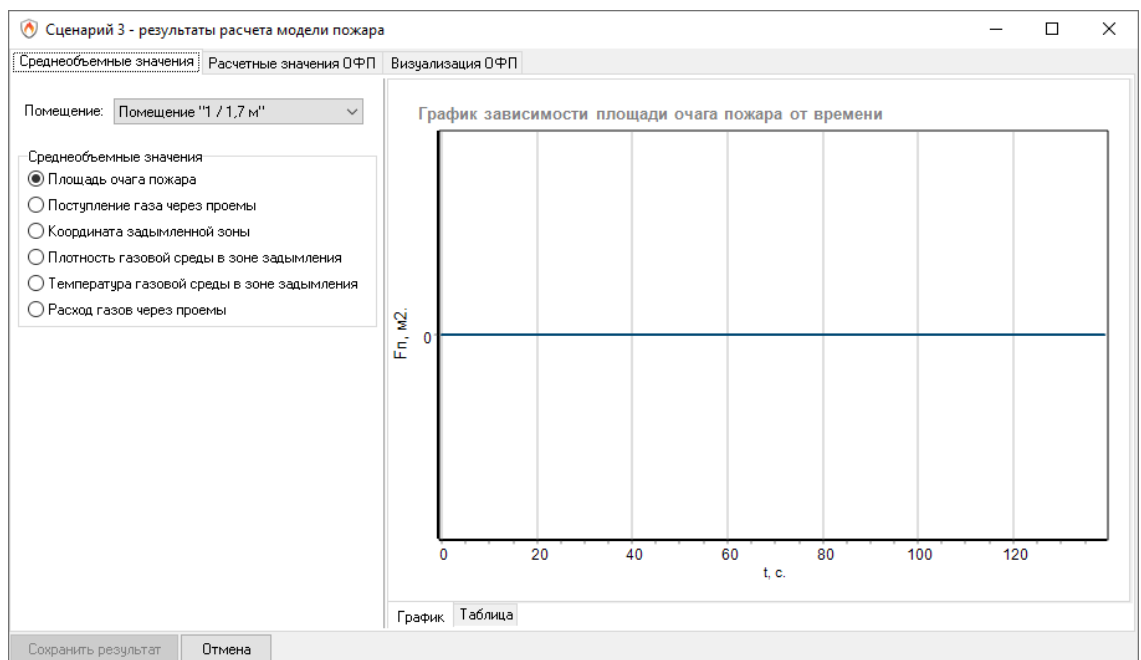 Сценарий 3 - результаты расчета модели пожара
Среднеобъемные значения Расчетные значения ОФП Визуализация ОФП
Помещение: Помещение "1 / 1,7 м"
Среднеобъемные значения
Площадь очага пожара
Поступление газа через проемы
Координата задымленной зоны
Плотность газовой среды в зоне задымления
Температура газовой среды в зоне задымления
Расход газов через проемы
График зависимости площади очага пожара от времени
Fп, м2.
0
0 20 40 60 80 100 120
t, с.
График Таблица
Сохранить результат Отмена